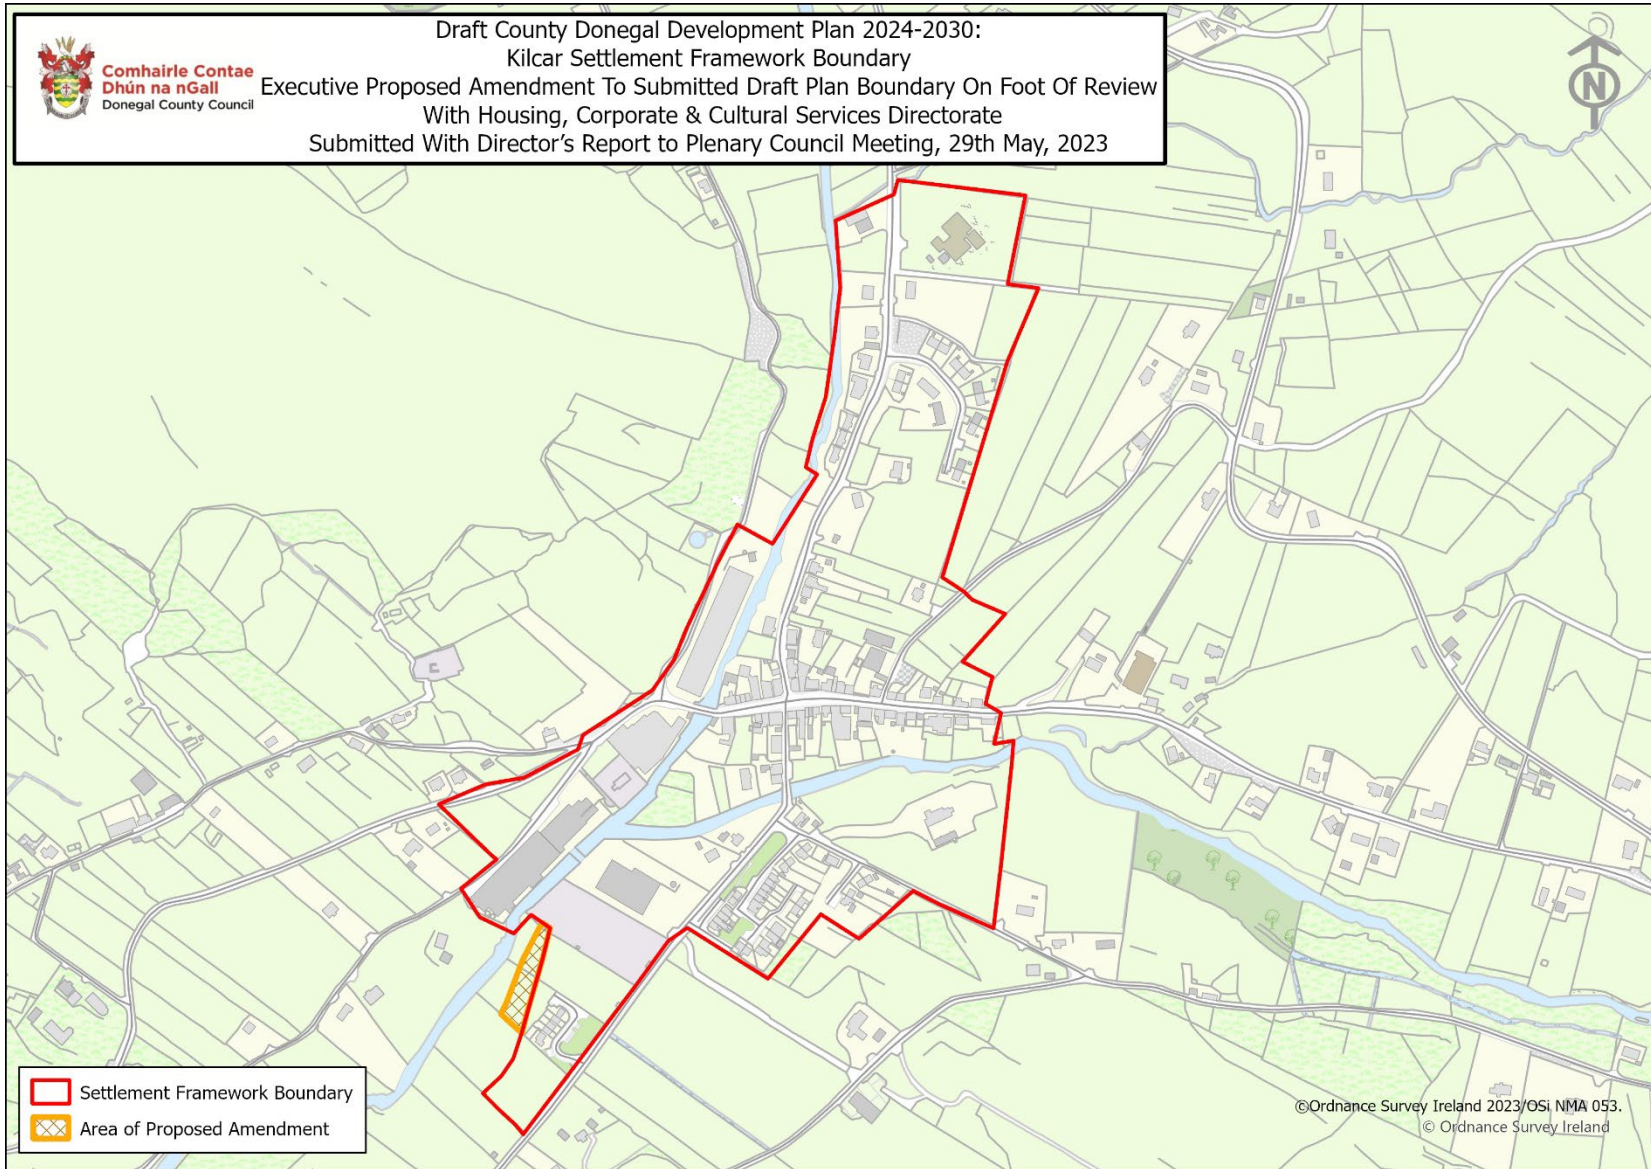 Comhairle Contae
Dhún na nGall
Donegal County Council
Draft County Donegal Development Plan 2024-2030:
Kilcar Settlement Framework Boundary
Executive Proposed Amendment To Submitted Draft Plan Boundary On Foot Of Review
With Housing, Corporate & Cultural Services Directorate
Submitted With Director's Report to Plenary Council Meeting, 29th May, 2023
N
Settlement Framework Boundary
Area of Proposed Amendment
©Ordnance Survey Ireland 2023/OSi NMA 053.
© Ordnance Survey Ireland